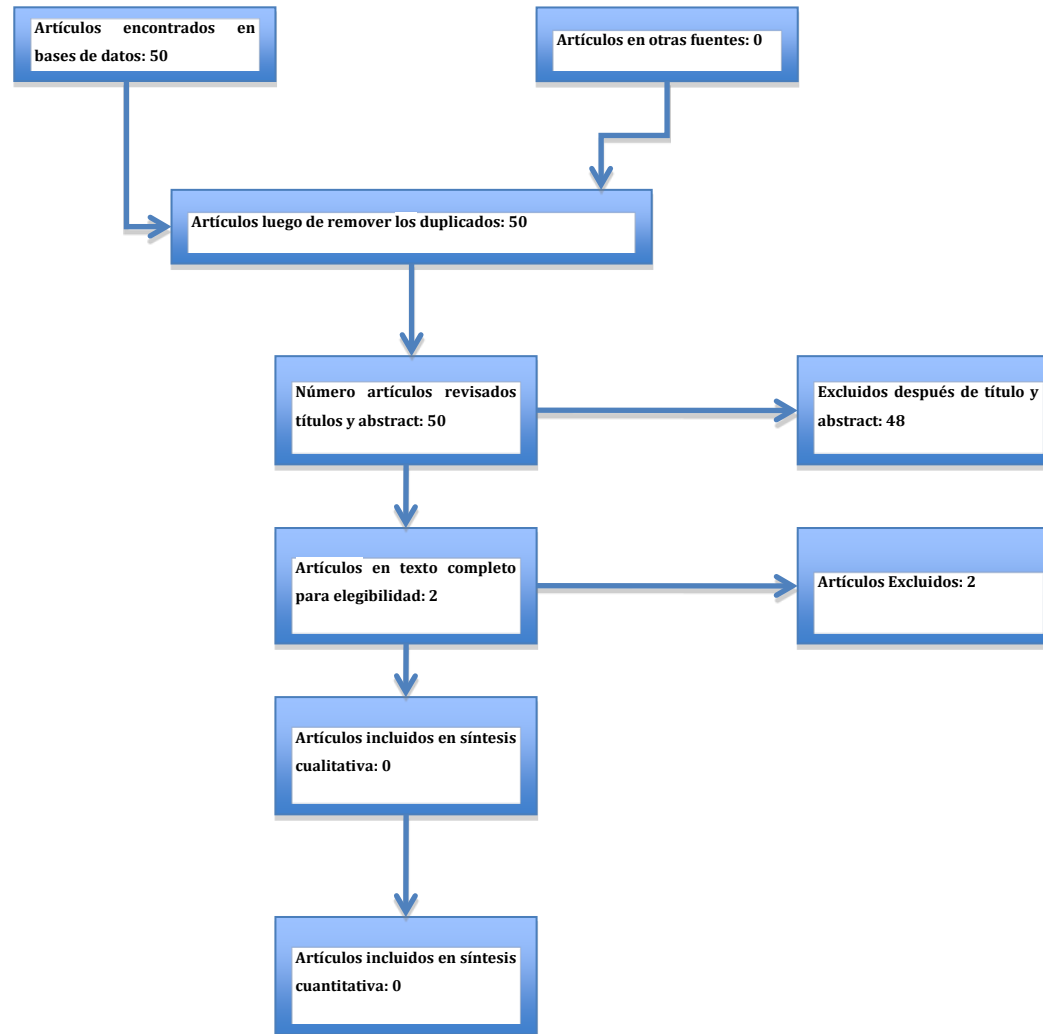 Artículos encontrados en
bases de datos: 50
Artículos en otras fuentes: 0
Artículos luego de remover los duplicados: 50
Número artículos revisados
títulos y abstract: 50
Excluidos después de título y
abstract: 48
Artículos en texto completo
para elegibilidad: 2
Artículos Excluidos: 2
Artículos incluidos en síntesis
cualitativa: 0
Artículos incluidos en síntesis
cuantitativa: 0